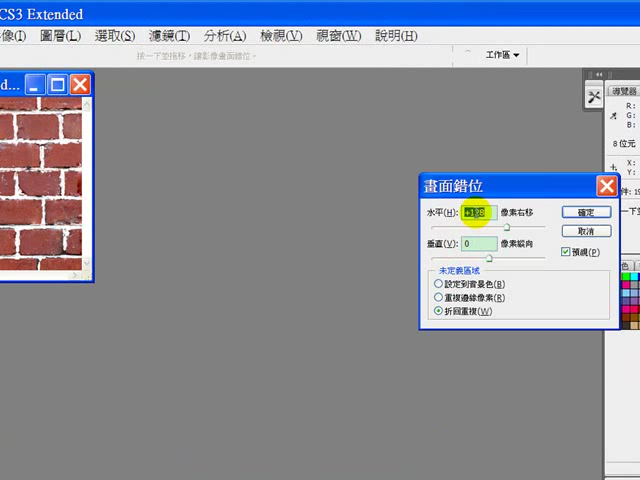 CS3 Extended
像(I) 圖層(L) 選取(S) 濾鏡(T) 分析(A) 檢視(V) 視窗(W) 說明(H)
按一下並拖移，讓影像畫面錯位。
工作區
d...
導覽器
R:
G:
B:
8 位元
X:
Y:
畫面錯位
水平(H):
像素右移
確定
取消
垂直(V): 0 像素縱向
預視(P)
未定義區域
設定到背景色(B)
重複邊緣像素(R)
折回重複(W)
色